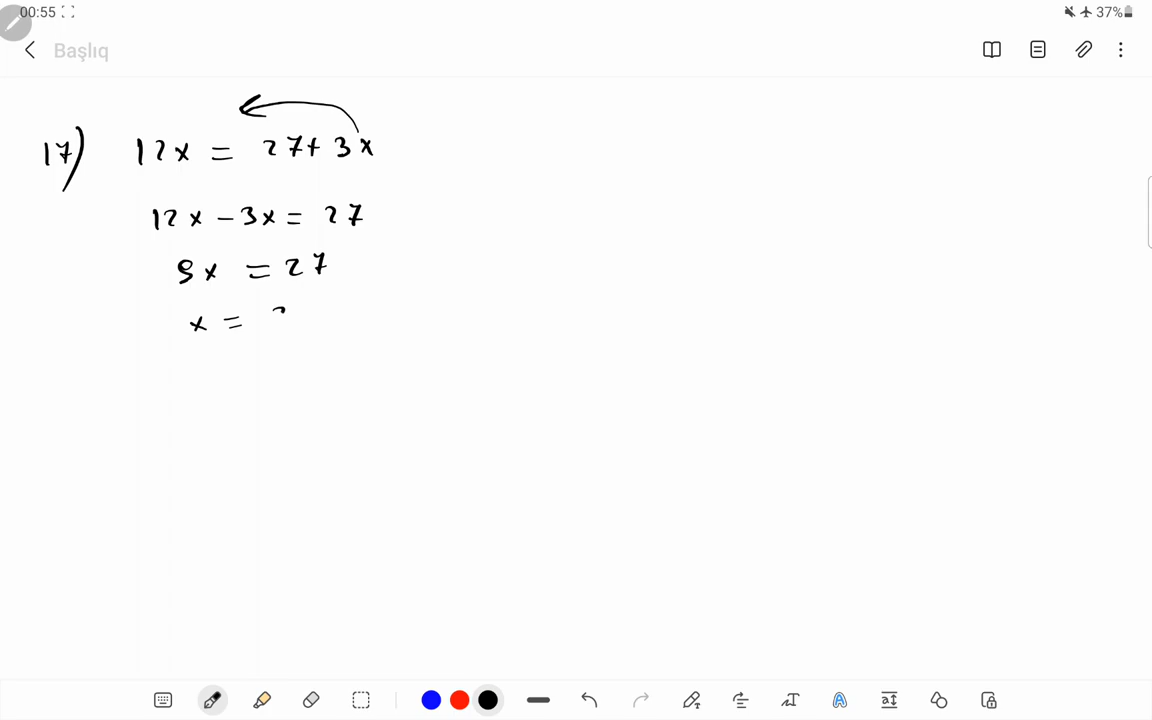 00:55
37%
Başlıq
17) 12x = 27+ 3x
12x - 3x = 27
9x = 27
x =